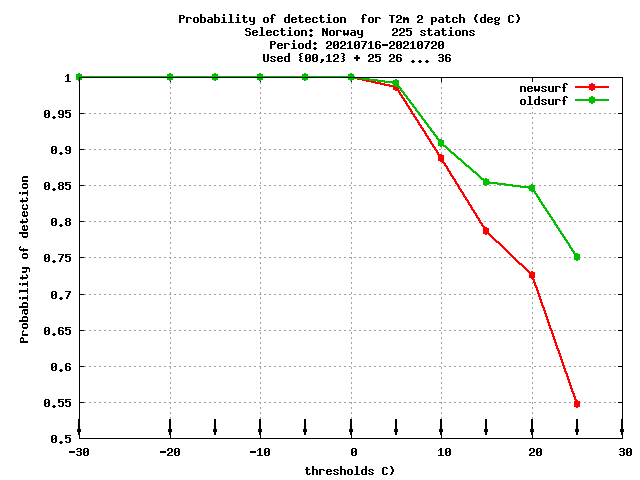 Probability of detection  for T2m 2 patch (deg C)
Selection: Norway    225 stations
Period: 20210716-20210720
Used {00,12} + 25 26 ... 36
newsurf
oldsurf
Probability of detection
1
0.95
0.9
0.85
0.8
0.75
0.7
0.65
0.6
0.55
0.5
-30 -20 -10 0 10 20 30
thresholds C)